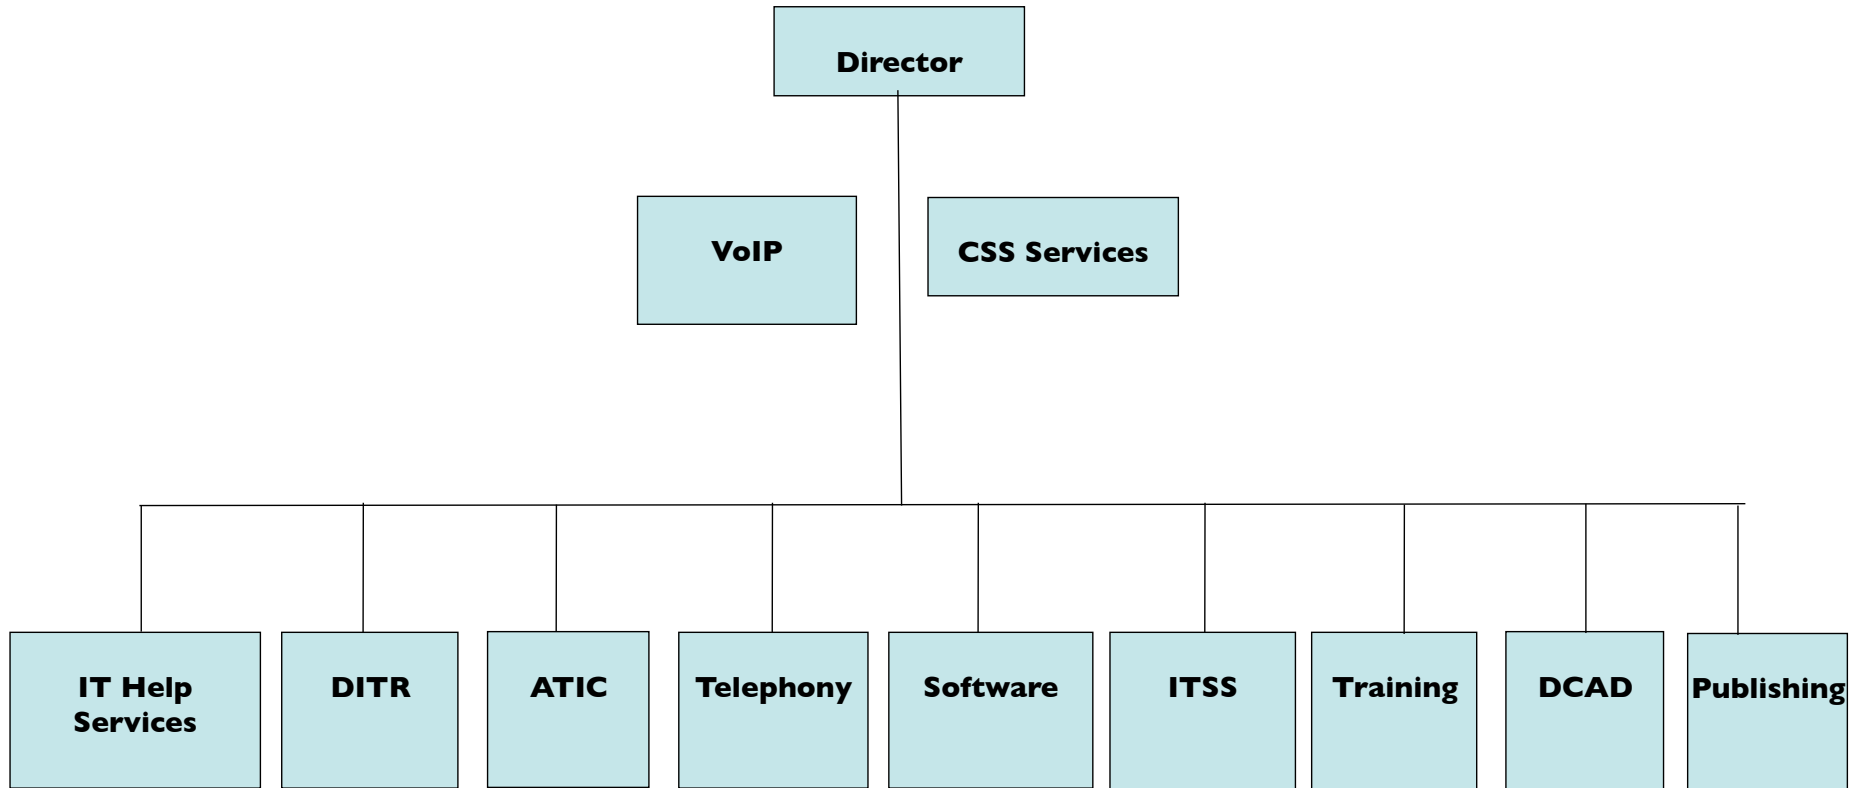 Director
VoIP
CSS Services
IT Help
Services
DITR
ATIC
Telephony
Software
ITSS
Training
DCAD
Publishing